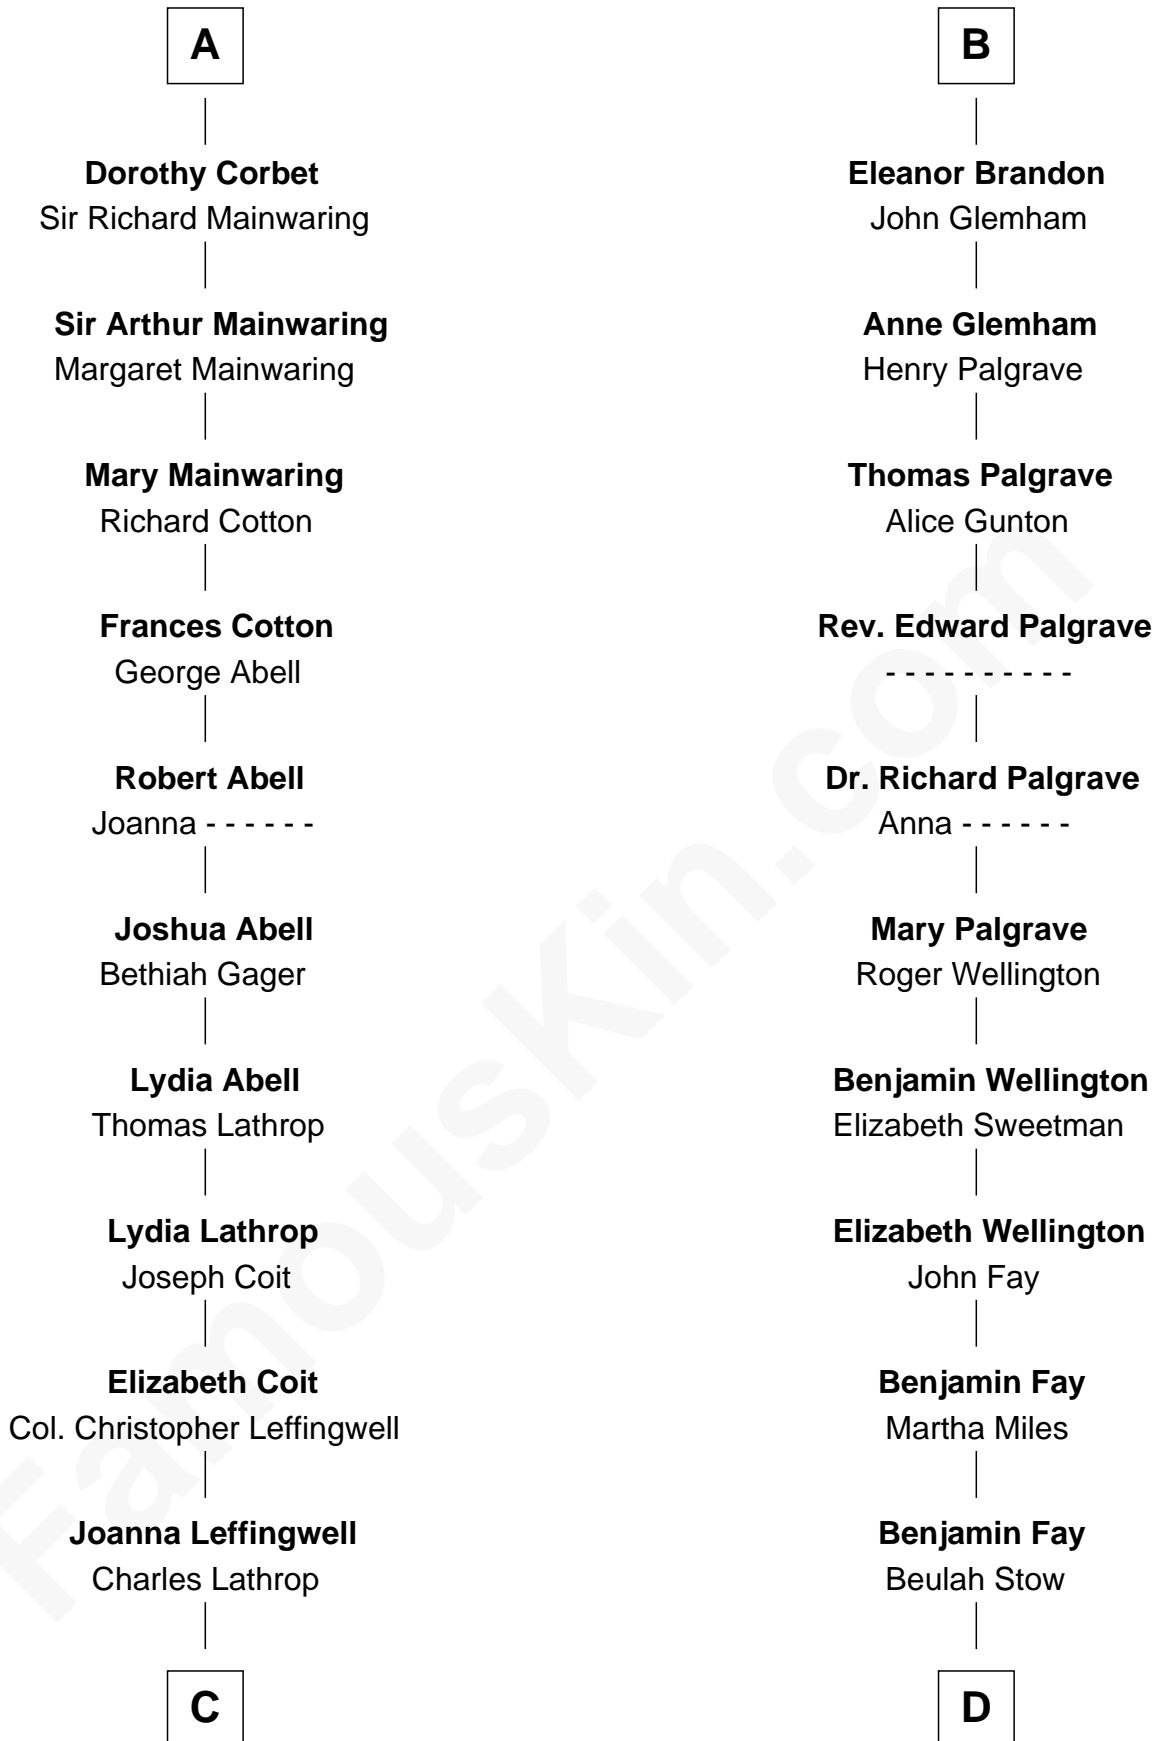 A
Dorothy Corbet
Sir Richard Mainwaring
Sir Arthur Mainwaring
Margaret Mainwaring
Mary Mainwaring
Richard Cotton
Frances Cotton
George Abell
Robert Abell
Joanna - - - - - -
Joshua Abell
Bethiah Gager
Lydia Abell
Thomas Lathrop
Lydia Lathrop
Joseph Coit
Elizabeth Coit
Col. Christopher Leffingwell
Joanna Leffingwell
Charles Lathrop
C
B
Eleanor Brandon
John Glemham
Anne Glemham
Henry Palgrave
Thomas Palgrave
Alice Gunton
Rev. Edward Palgrave
- - - - - - - - - -
Dr. Richard Palgrave
Anna - - - - - -
Mary Palgrave
Roger Wellington
Benjamin Wellington
Elizabeth Sweetman
Elizabeth Wellington
John Fay
Benjamin Fay
Martha Miles
Benjamin Fay
Beulah Stow
D
FamousKin.com